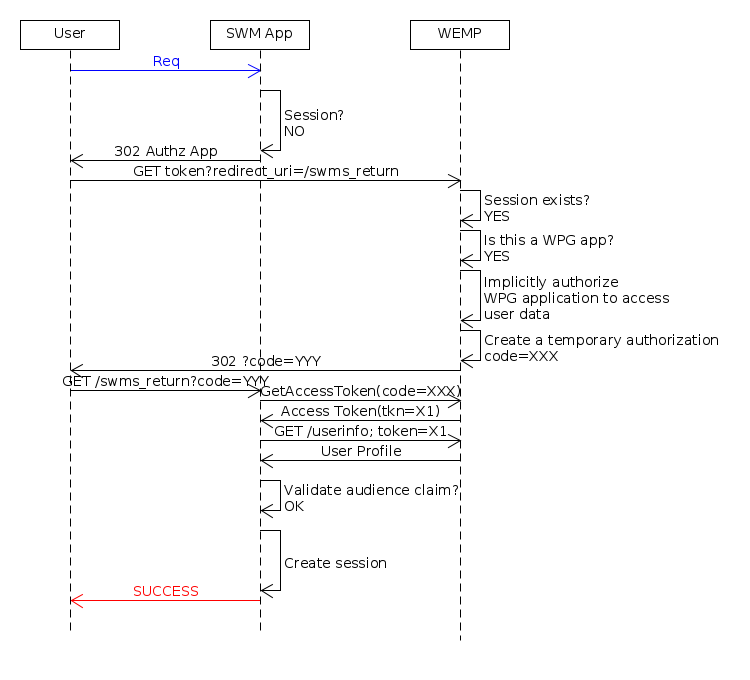 User
SWM App
WEMP
Req
Session?
NO
302 Authz App
GET token?redirect_uri=/swms_return
Session exists?
YES
Is this a WPG app?
YES
Implicitly authorize
WPG application to access
user data
Create a temporary authorization
code=XXX
302 ?code=YYY
GET /swms_return?code=YYY
GetAccessToken(code=XXX)
Access Token(tkn=X1)
GET /userinfo; token=X1
User Profile
Validate audience claim?
OK
Create session
SUCCESS